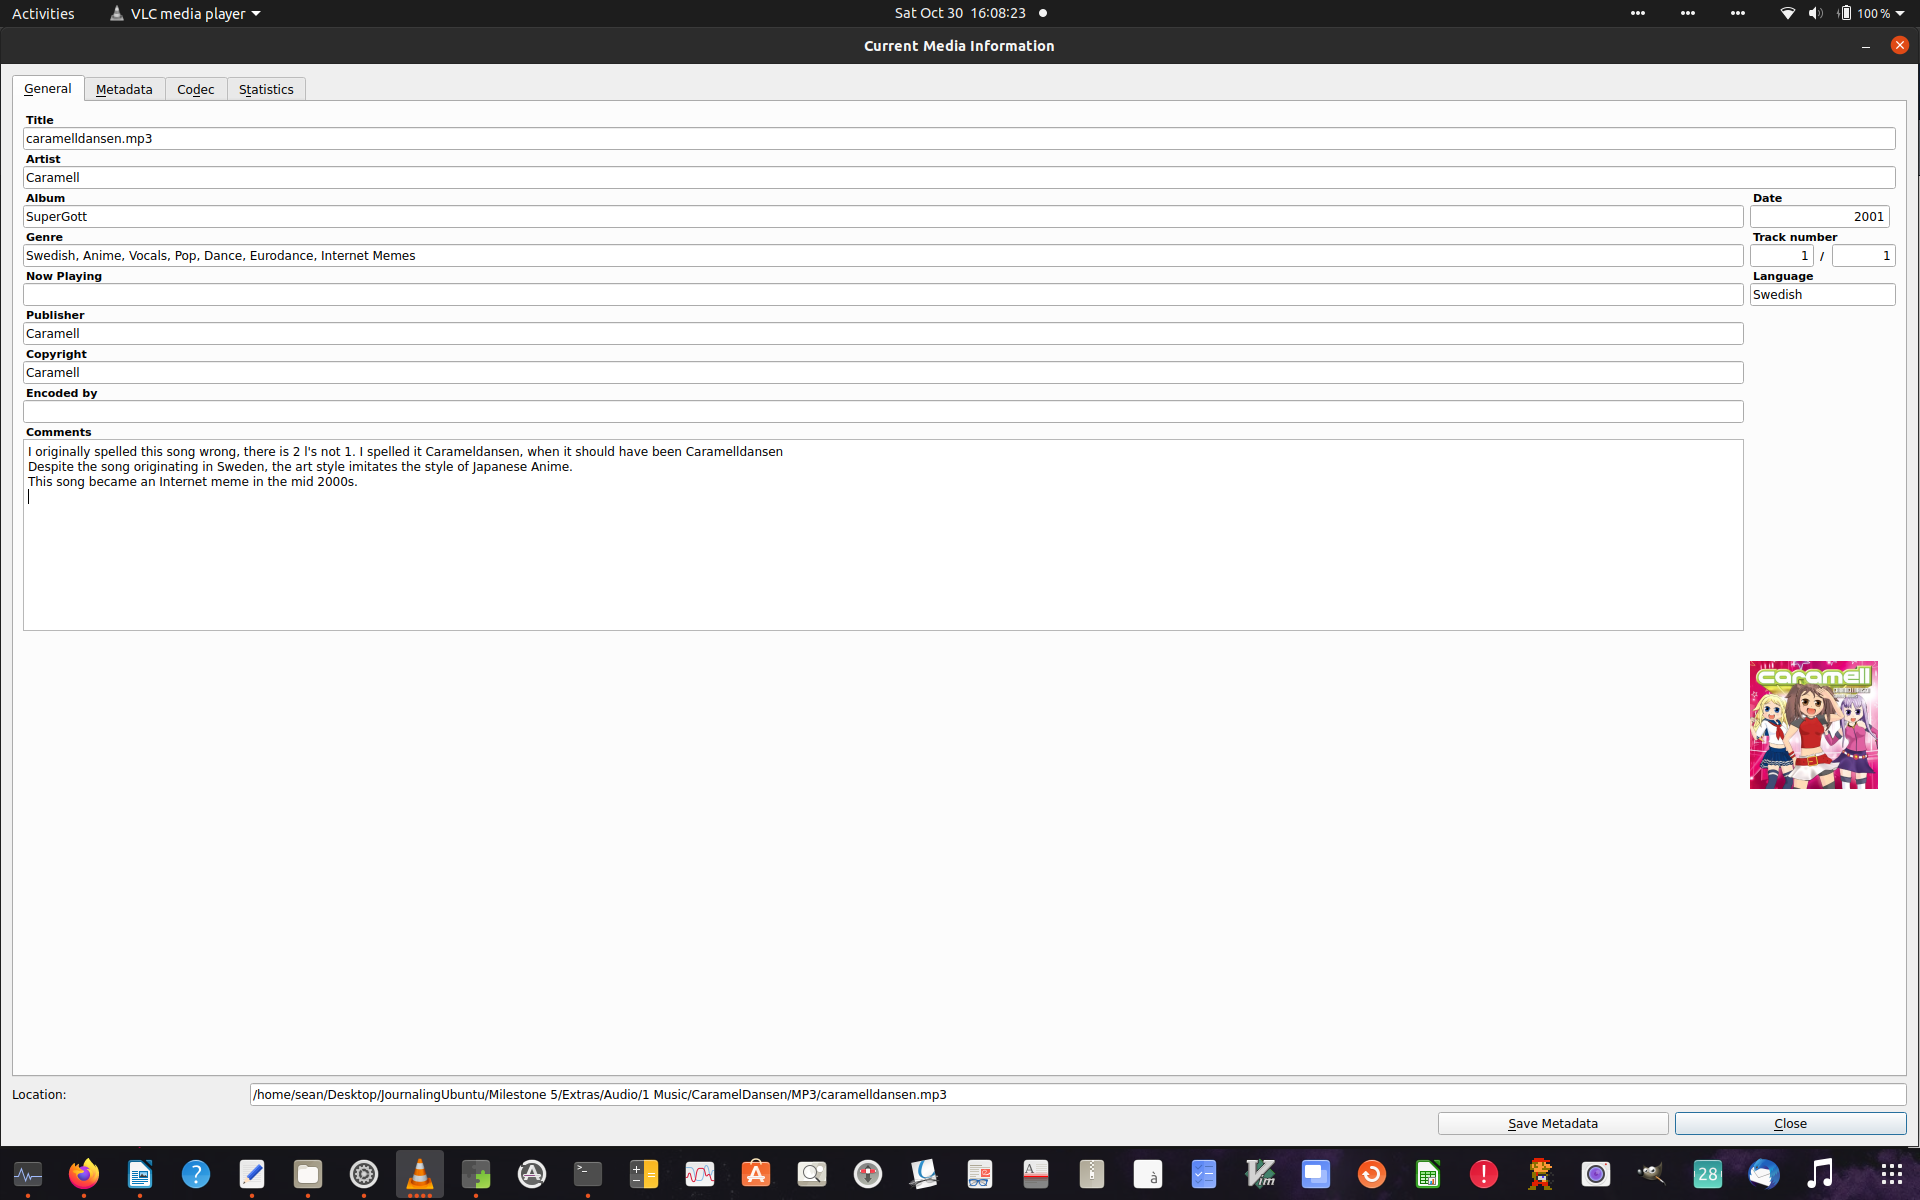 Activities
VLC media player
Sat Oct 30 16:08:23
100 %
Current Media Information
General
Metadata
Codec
Statistics
Title
caramelldansen.mp3
Artist
Caramell
Album
Date
SuperGott
2001
Genre
Track number
Swedish, Anime, Vocals, Pop, Dance, Eurodance, Internet Memes
1 / 1
Now Playing
Language
Swedish
Publisher
Caramell
Copyright
Caramell
Encoded by
Comments
I originally spelled this song wrong, there is 2 l's not 1. I spelled it Carameldansen, when it should have been Caramelldansen
Despite the song originating in Sweden, the art style imitates the style of Japanese Anime.
This song became an Internet meme in the mid 2000s.
caramell
Location:
/home/sean/Desktop/JournalingUbuntu/Milestone 5/Extras/Audio/1 Music/CaramelDansen/MP3/caramelldansen.mp3
Save Metadata
Close
28